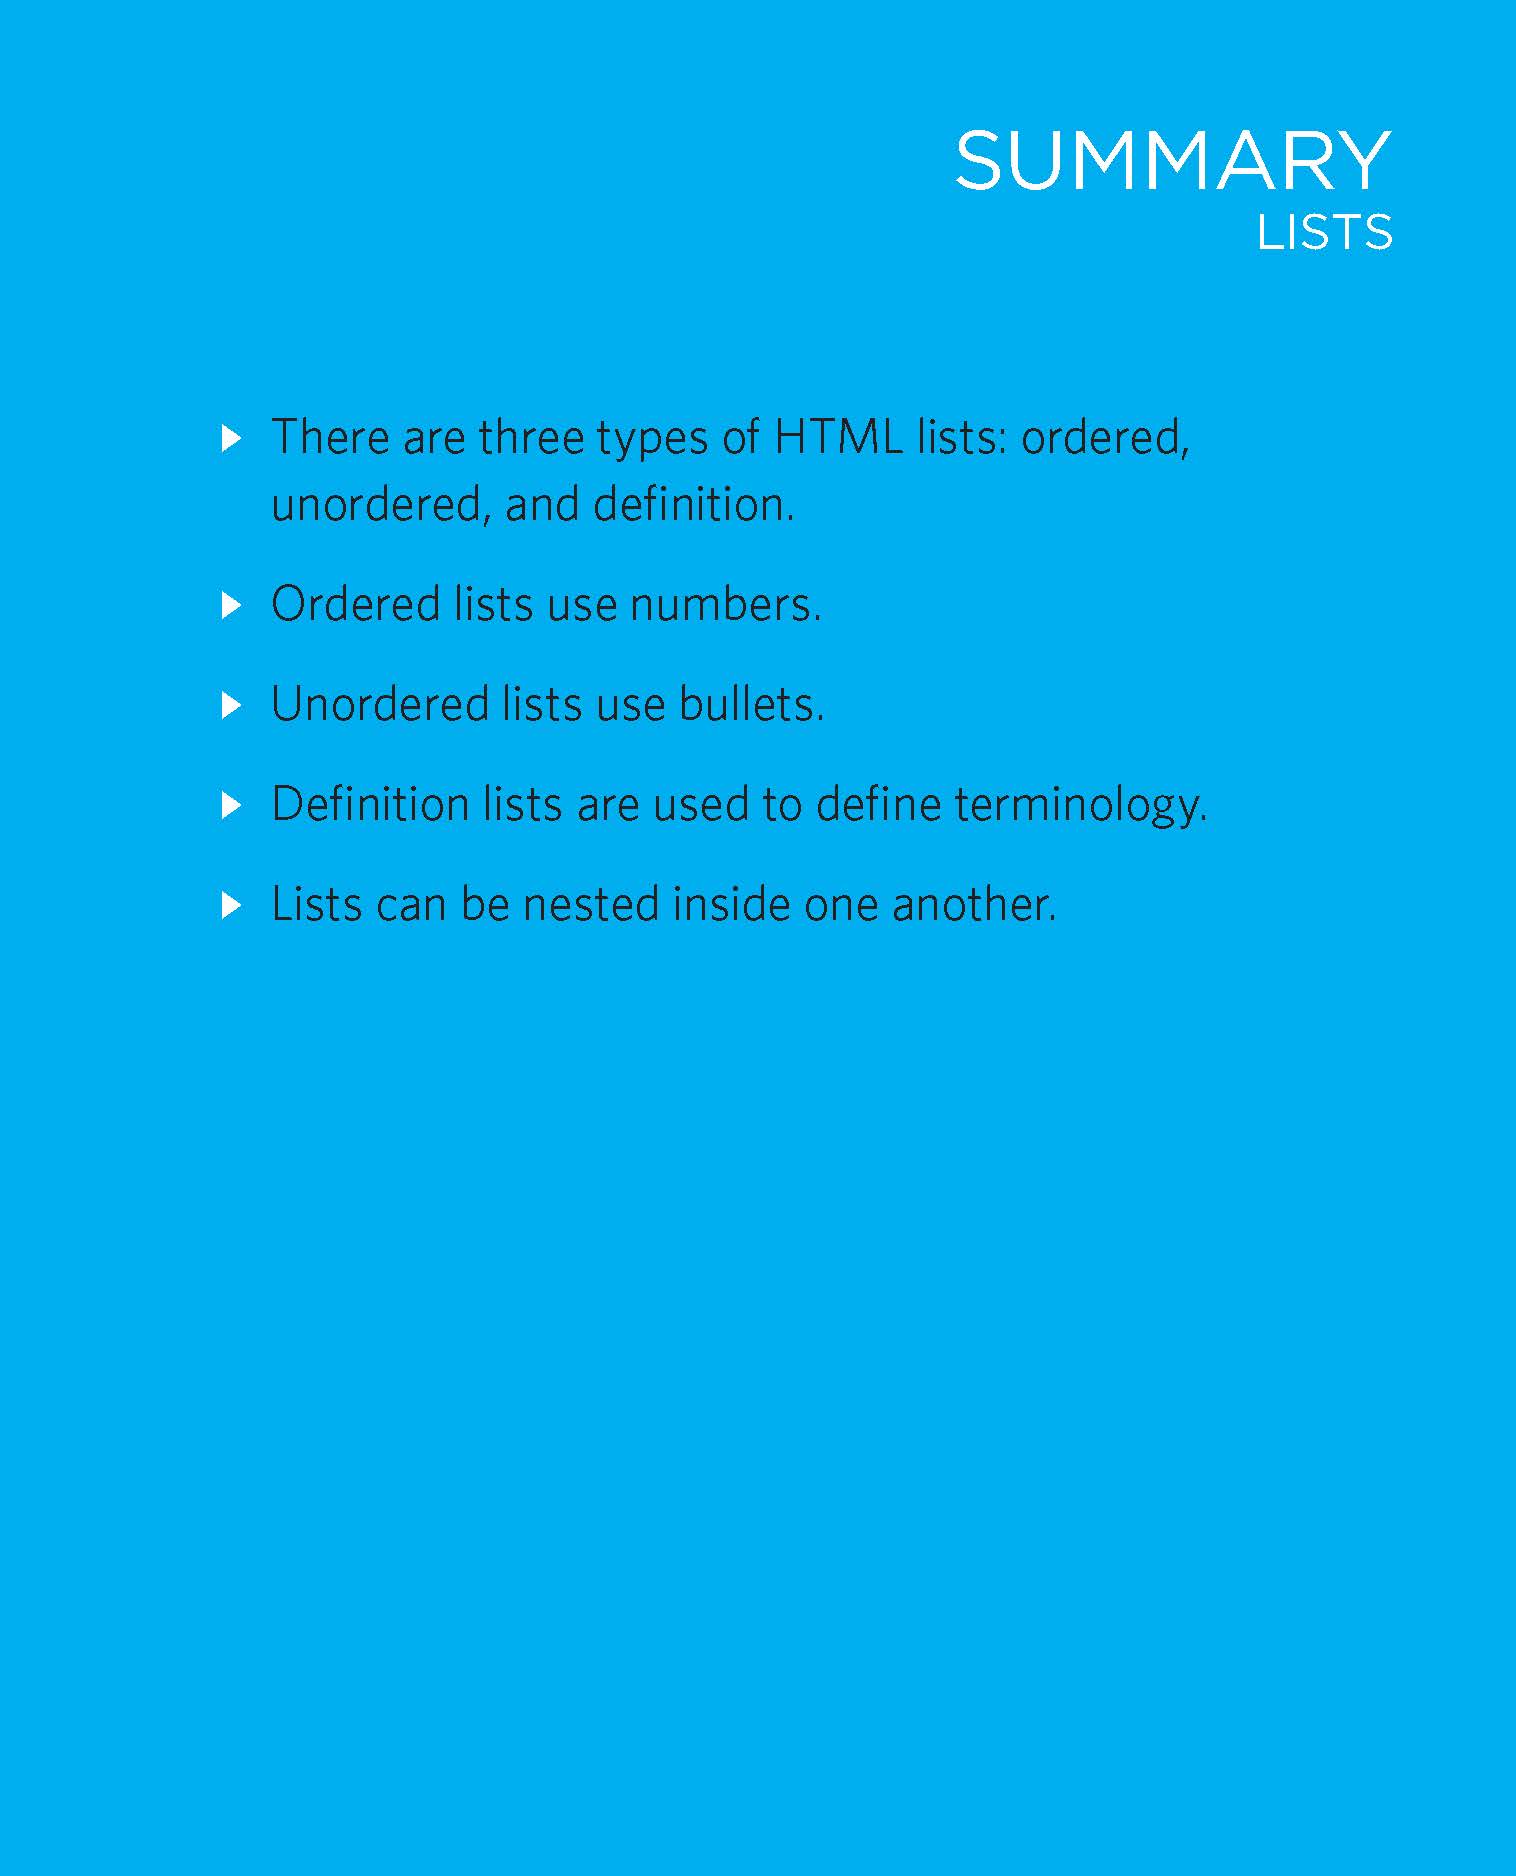 SUMMARY
LISTS
There are three types of HTML lists: ordered,
unordered, and definition.
Ordered lists use numbers.
Unordered lists use bullets.
Definition lists are used to define terminology.
Lists can be nested inside one another.